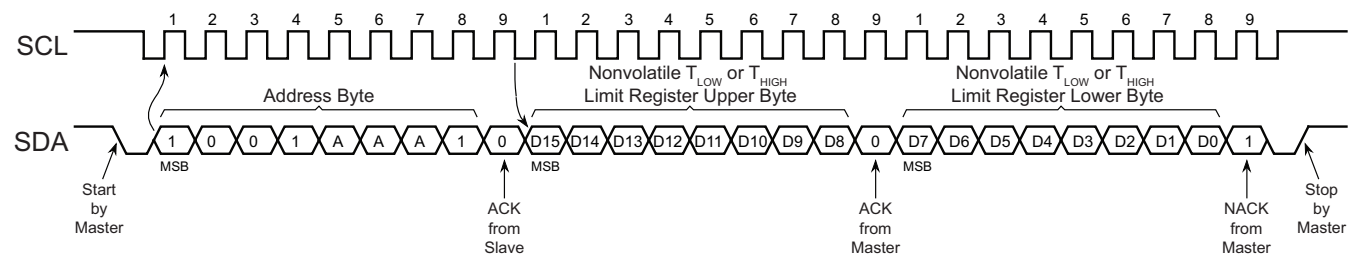 1 2 3 4 5 6 7 8 9 1 2 3 4 5 6 7 8 9 1 2 3 4 5 6 7 8 9
SCL
Address Byte
Nonvolatile TLOW or THIGH
Limit Register Upper Byte
Nonvolatile TLOW or THIGH
Limit Register Lower Byte
SDA
1 0 0 1 A A A 1 0 D15 D14 D13 D12 D11 D10 D9 D8 0 D7 D6 D5 D4 D3 D2 D1 D0 1
MSB
MSB
MSB
Start
by
Master
ACK
from
Slave
ACK
from
Master
NACK
from
Master
Stop
by
Master